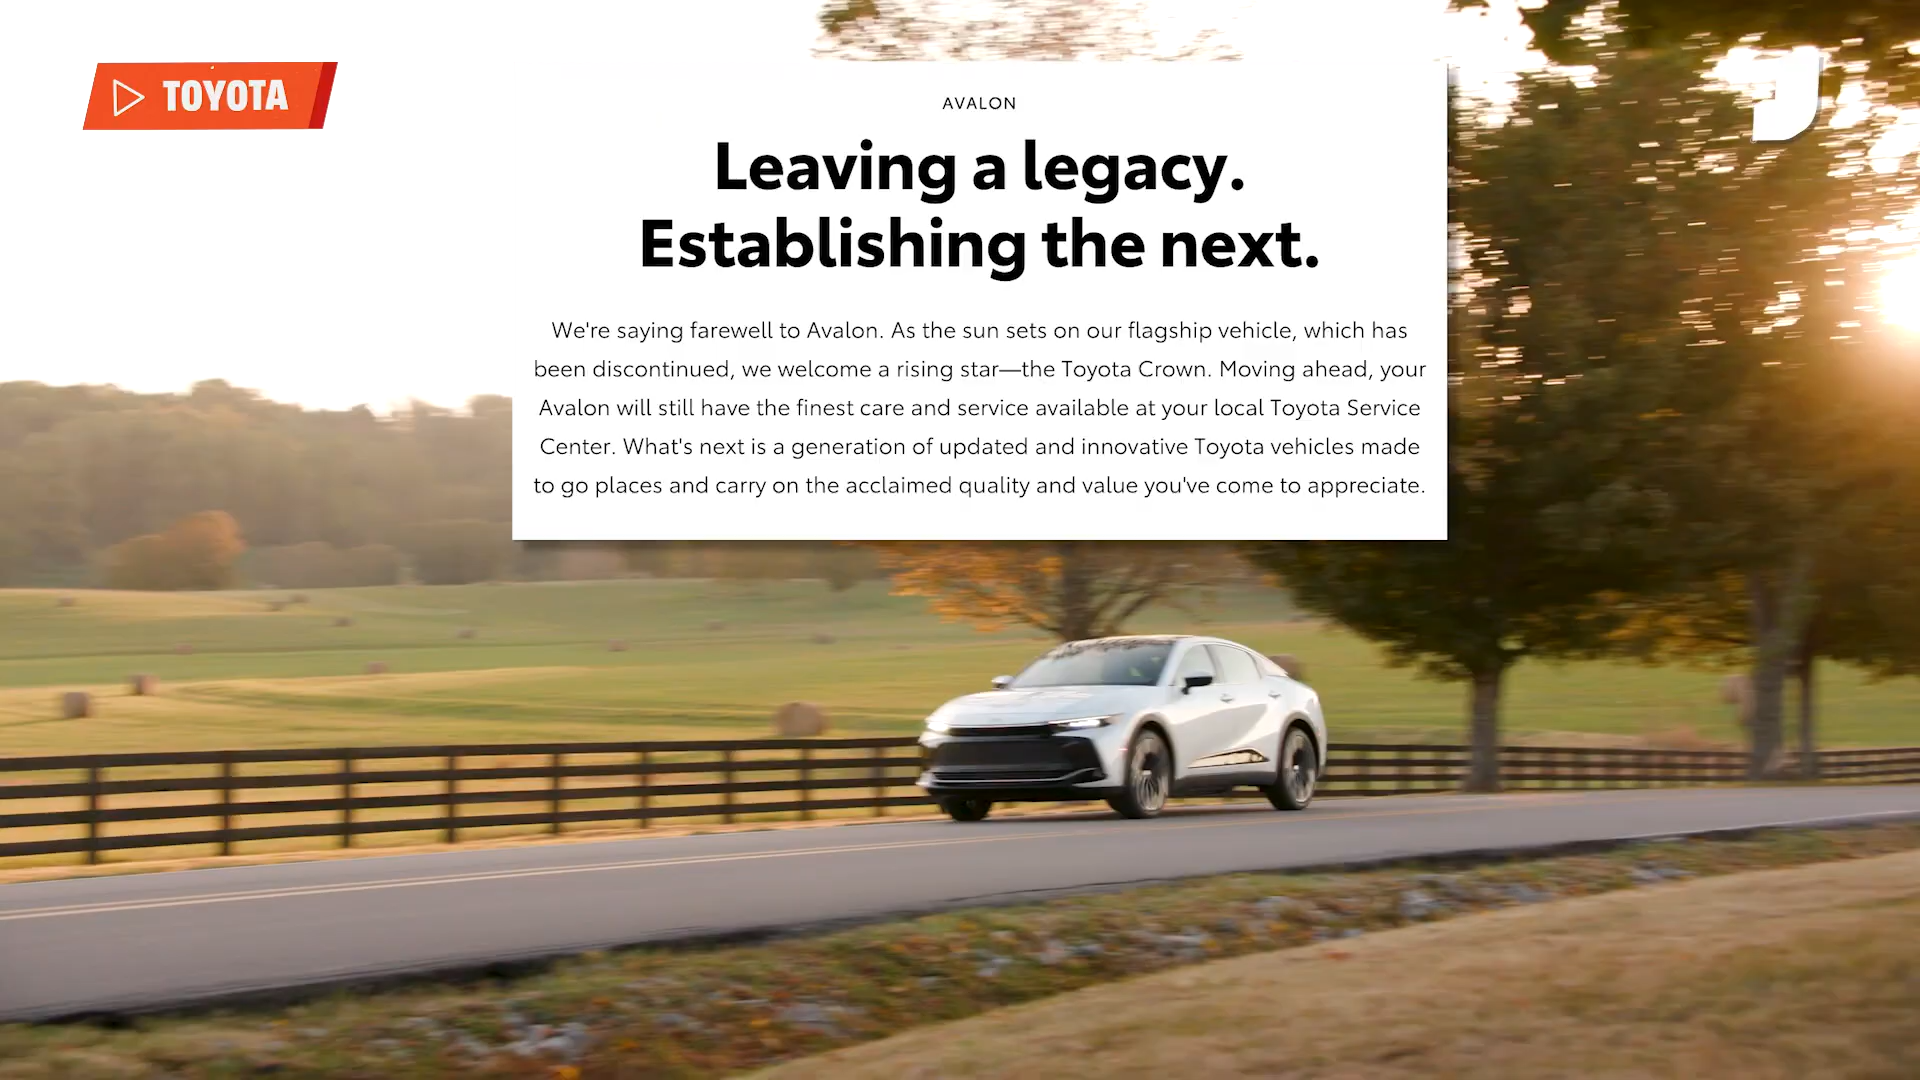 TOYOTA
AVALON
Leaving a legacy.
Establishing the next.
We're saying farewell to Avalon. As the sun sets on our flagship vehicle, which has
been discontinued, we welcome a rising star—the Toyota Crown. Moving ahead, your
Avalon will still have the finest care and service available at your local Toyota Service
Center. What's next is a generation of updated and innovative Toyota vehicles made
to go places and carry on the acclaimed quality and value you've come to appreciate.